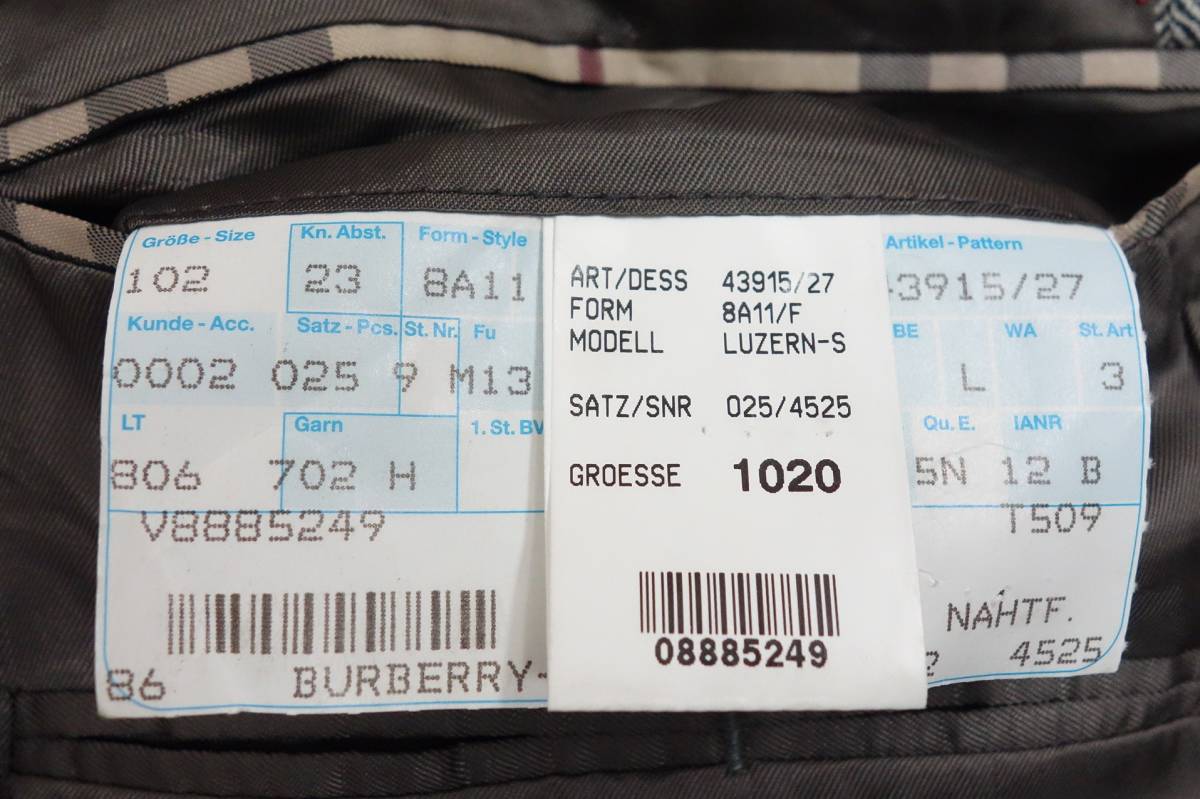 Größe - Size Kn. Abst. Form - Style
102 23 8A11
Kunde - Acc. Satz - Pcs. St. Nr. Fu
0002 025 9 M13
LT Garn 1. St. BV
806 702 H
V8885249
86 BURBERRY-
ART/DESS 43915/27
FORM 8A11/F
MODELL LUZERN-S
SATZ/SNR 025/4525
GROESSE 1020
08885249
Artikel - Pattern
3915/27
BE WA St. Art
L 3
Qu. E. IANR
5N 12 B
T509
NAHTF.
4525